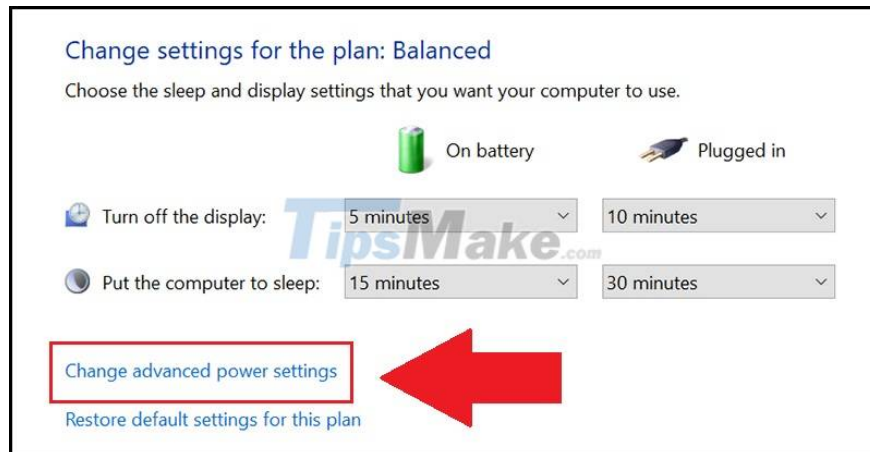 Change settings for the plan: Balanced
Choose the sleep and display settings that you want your computer to use.
On battery Plugged in
Turn off the display: 5 minutes 10 minutes
TipsMake.com
Put the computer to sleep: 15 minutes 30 minutes
Change advanced power settings
Restore default settings for this plan